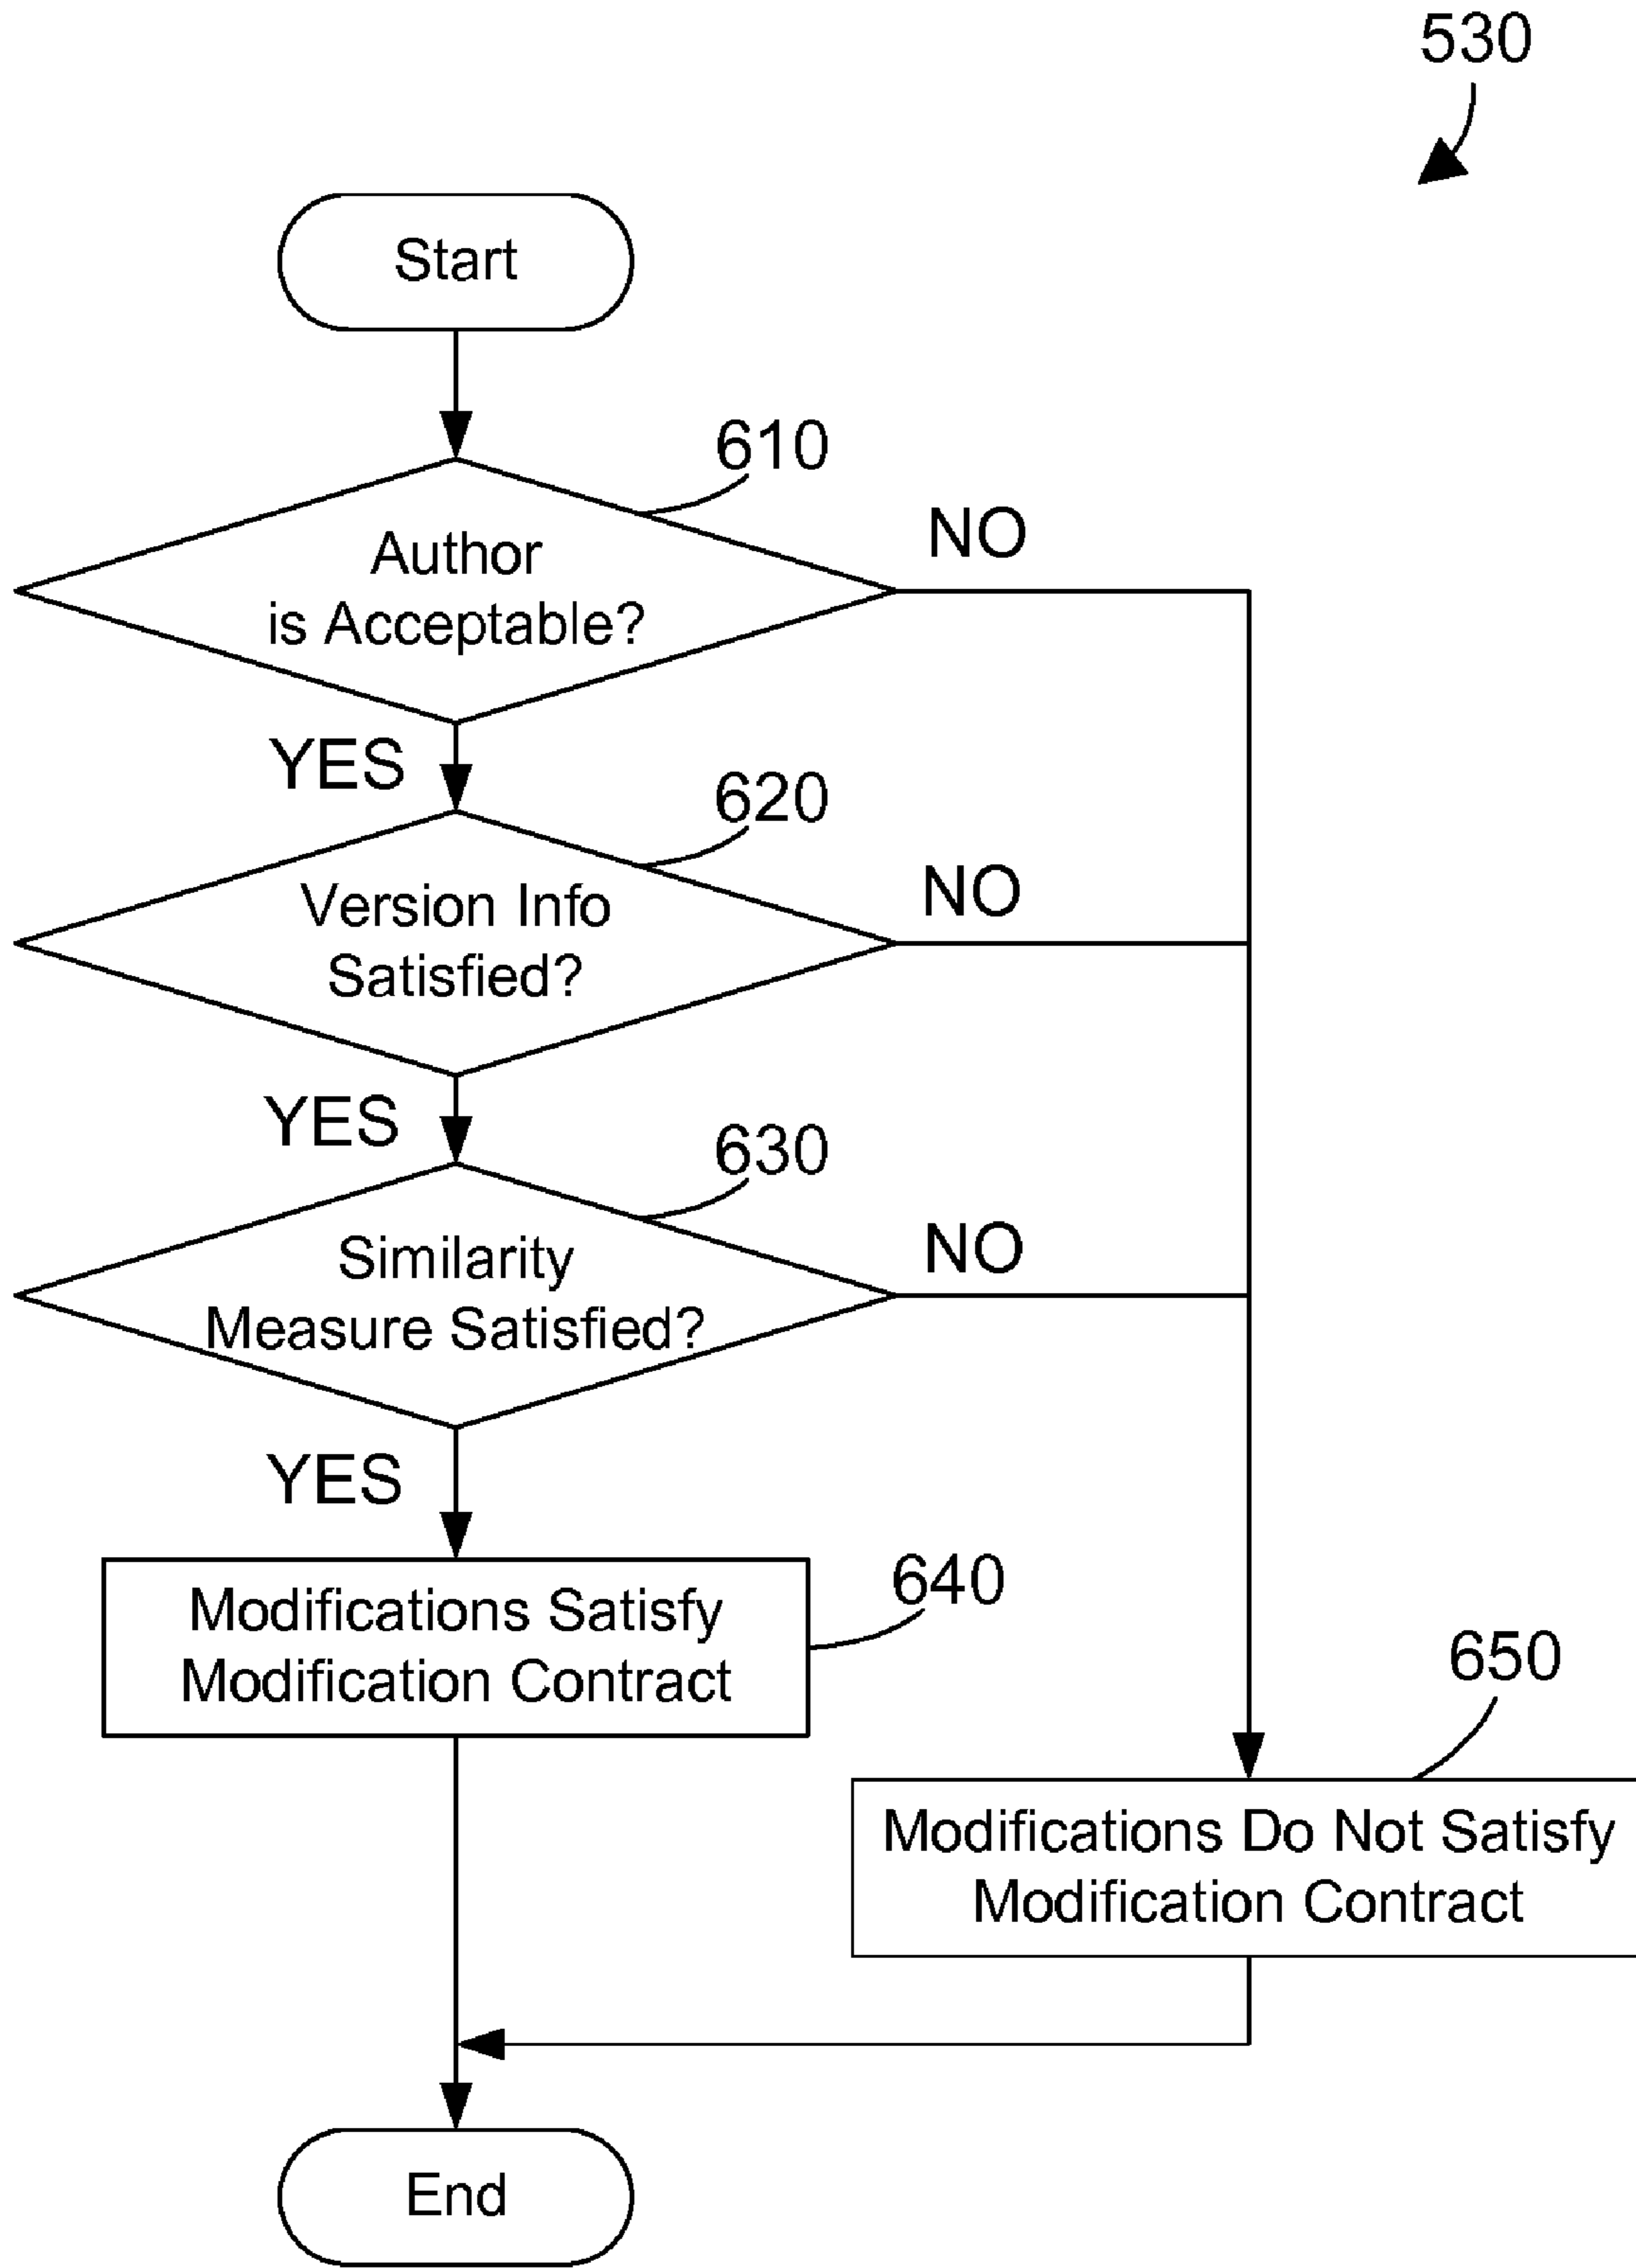 530
Start
610
Author
is Acceptable?
NO
YES
620
Version Info
Satisfied?
NO
YES
630
Similarity
Measure Satisfied?
NO
YES
640
Modifications Satisfy
Modification Contract
650
Modifications Do Not Satisfy
Modification Contract
End